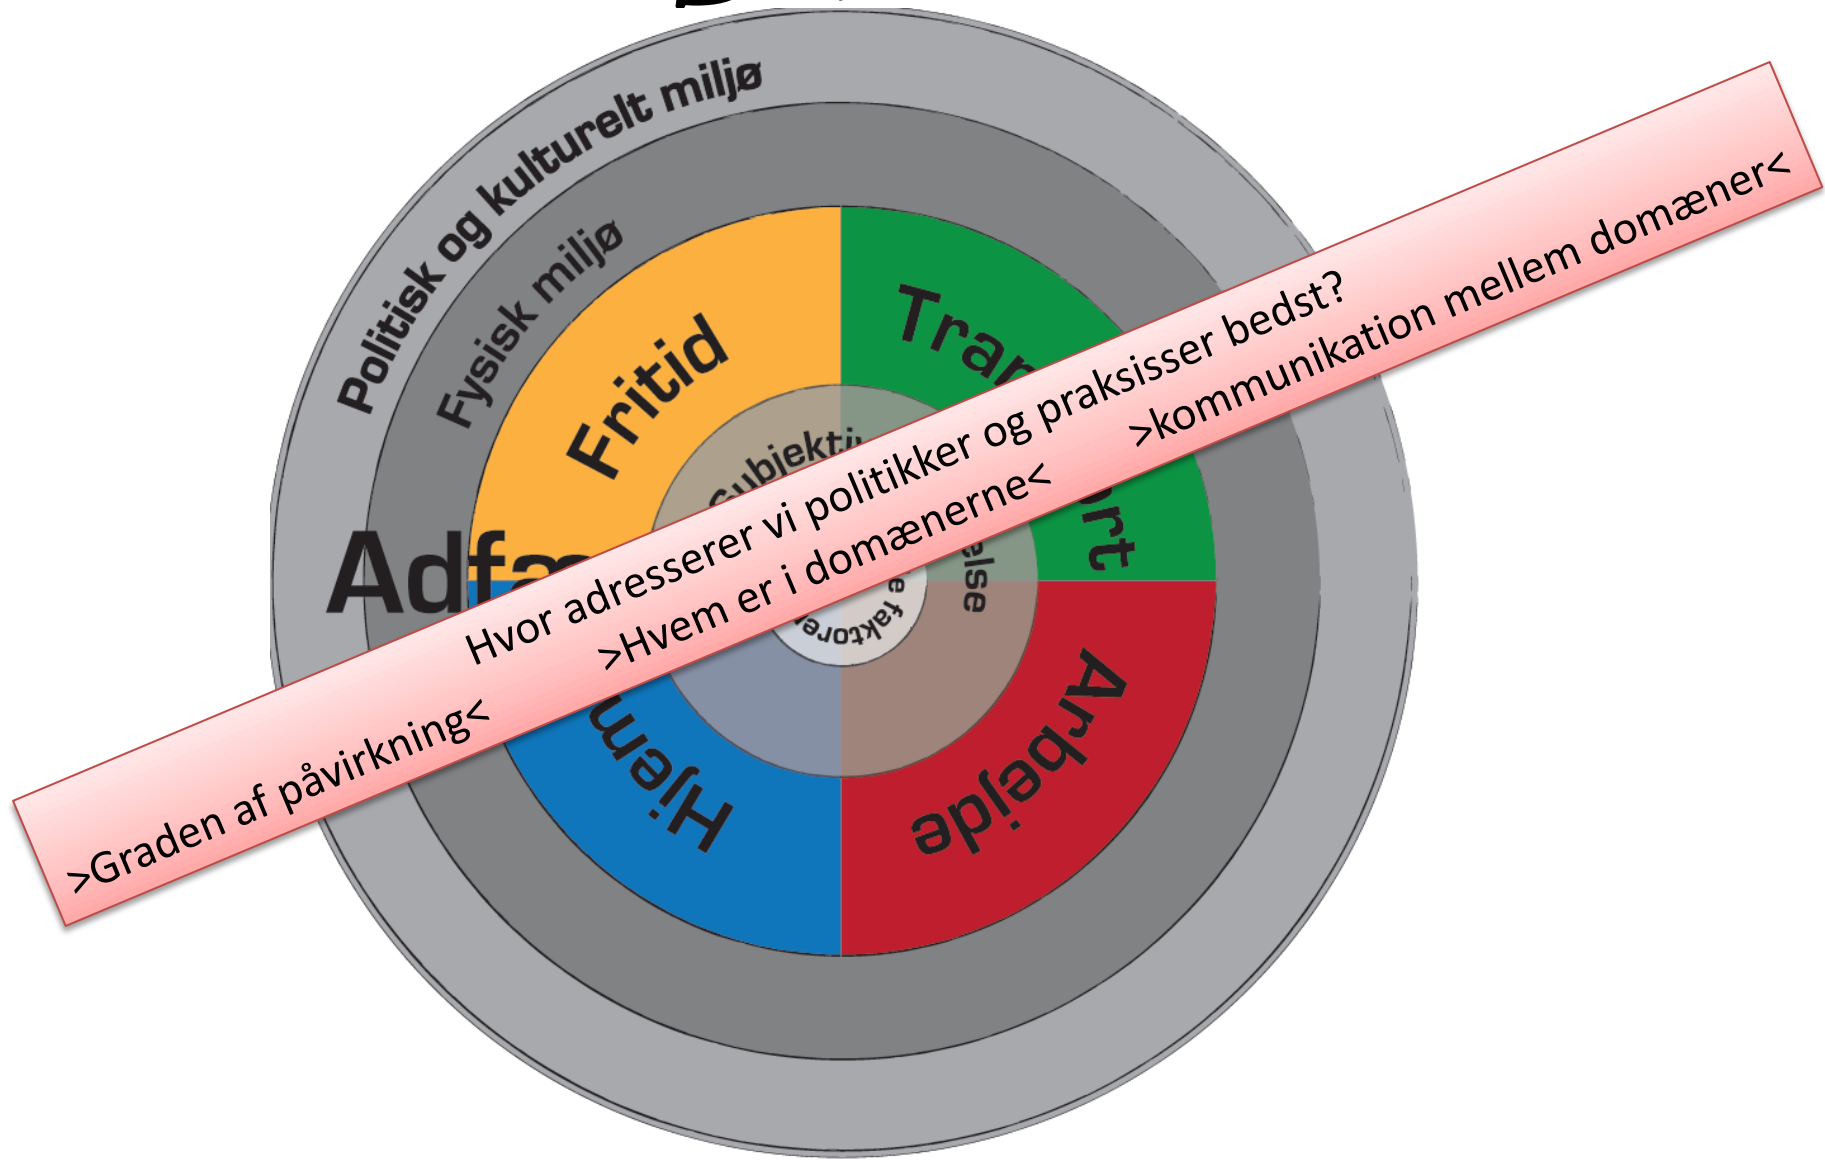 Politisk og kulturelt miljø
Fysisk miljø
Fritid
Hvor adresserer vi politikker og praksisser bedst?
>Graden af påvirkning< >Hvem er i domænerne< >kommunikation mellem domæner<
Hjem
Arbejde